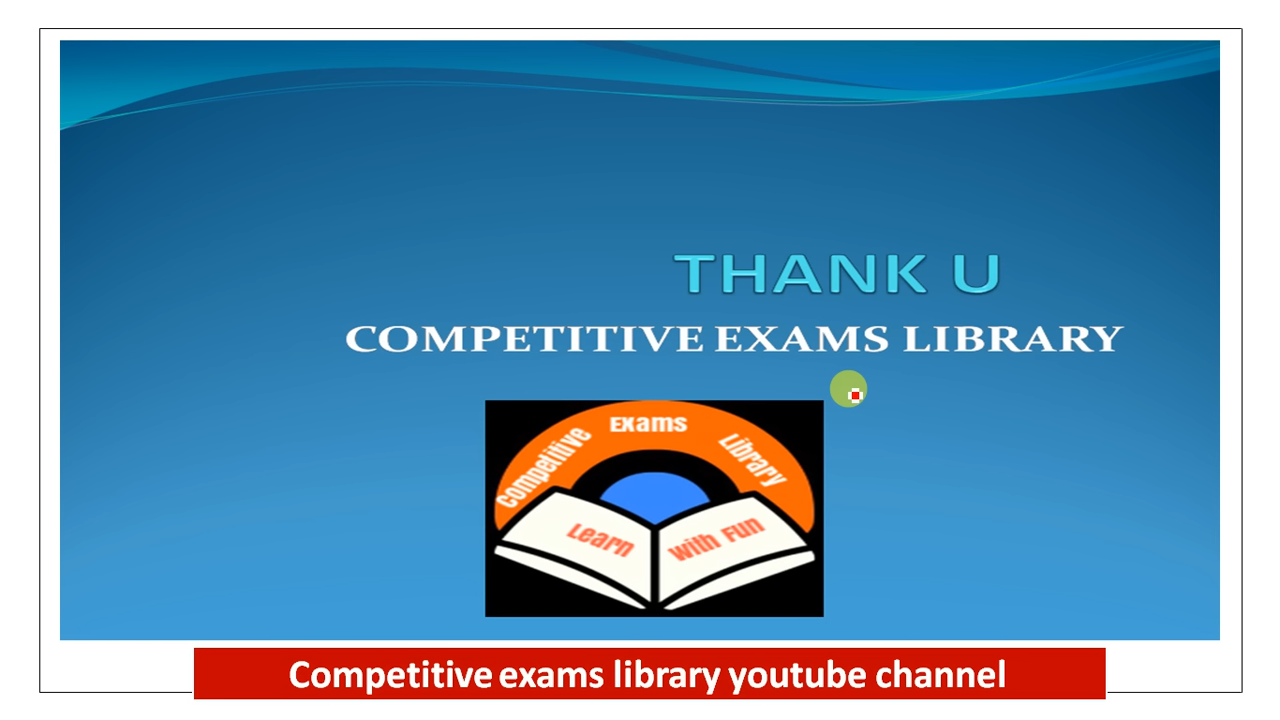 THANK U
COMPETITIVE EXAMS LIBRARY
Competitive Exams Library
Learn with Fun
Competitive exams library youtube channel